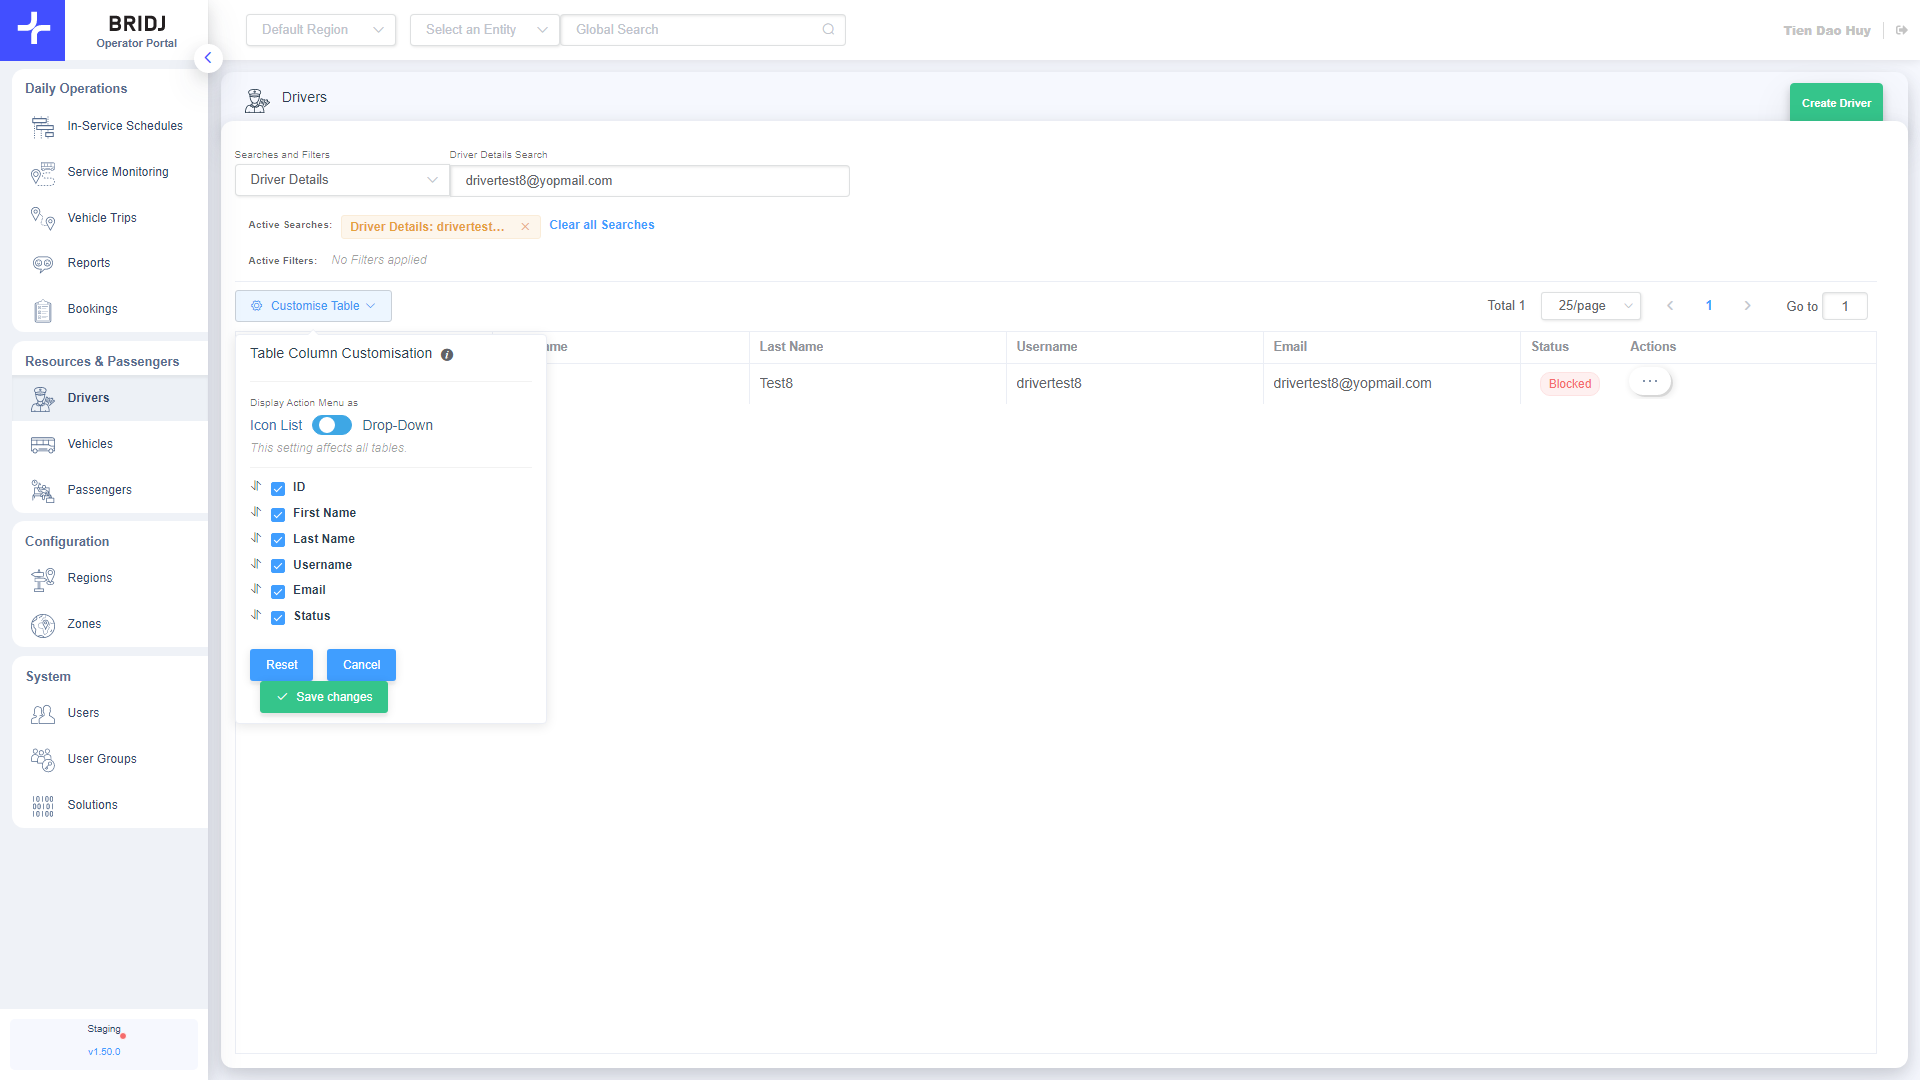 BRIDJ
Operator Portal
Default Region
Select an Entity
Global Search
Tien Dao Huy
Daily Operations
In-Service Schedules
Service Monitoring
Vehicle Trips
Reports
Bookings
Resources & Passengers
Drivers
Vehicles
Passengers
Configuration
Regions
Zones
System
Users
User Groups
10100
00101
10100
Solutions
Staging
v1.50.0
Drivers
Create Driver
Searches and Filters
Driver Details Search
Driver Details
drivertest8@yopmail.com
Active Searches:
Driver Details: drivertest...
Clear all Searches
Active Filters:
No Filters applied
Customise Table
Total 1
25/page
1
Go to
1
me
Last Name
Username
Email
Status
Actions
Test8
drivertest8
drivertest8@yopmail.com
Blocked
Table Column Customisation
Display Action Menu as
Icon List
Drop-Down
This setting affects all tables.
ID
First Name
Last Name
Username
Email
Status
Reset
Cancel
Save changes